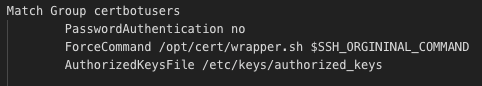 Match Group certbotusers
PasswordAuthentication no
ForceCommand /opt/cert/wrapper.sh $SSH_ORGININAL_COMMAND
AuthorizedKeysFile /etc/keys/authorized_keys